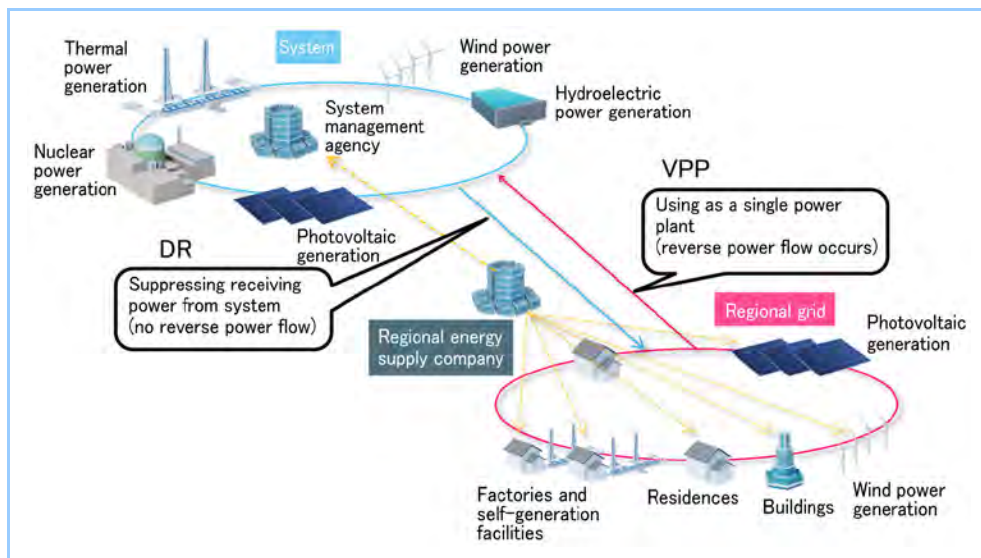 Thermal
power
generation
System
Wind power
generation
Hydroelectric
power generation
System
management
agency
Nuclear
power
generation
Photovoltaic
generation
VPP
Using as a single power
plant
(reverse power flow occurs)
DR
Suppressing receiving
power from system
(no reverse power flow)
Regional energy
supply company
Regional grid
Photovoltaic
generation
Factories and
self-generation
facilities
Residences
Buildings
Wind power
generation